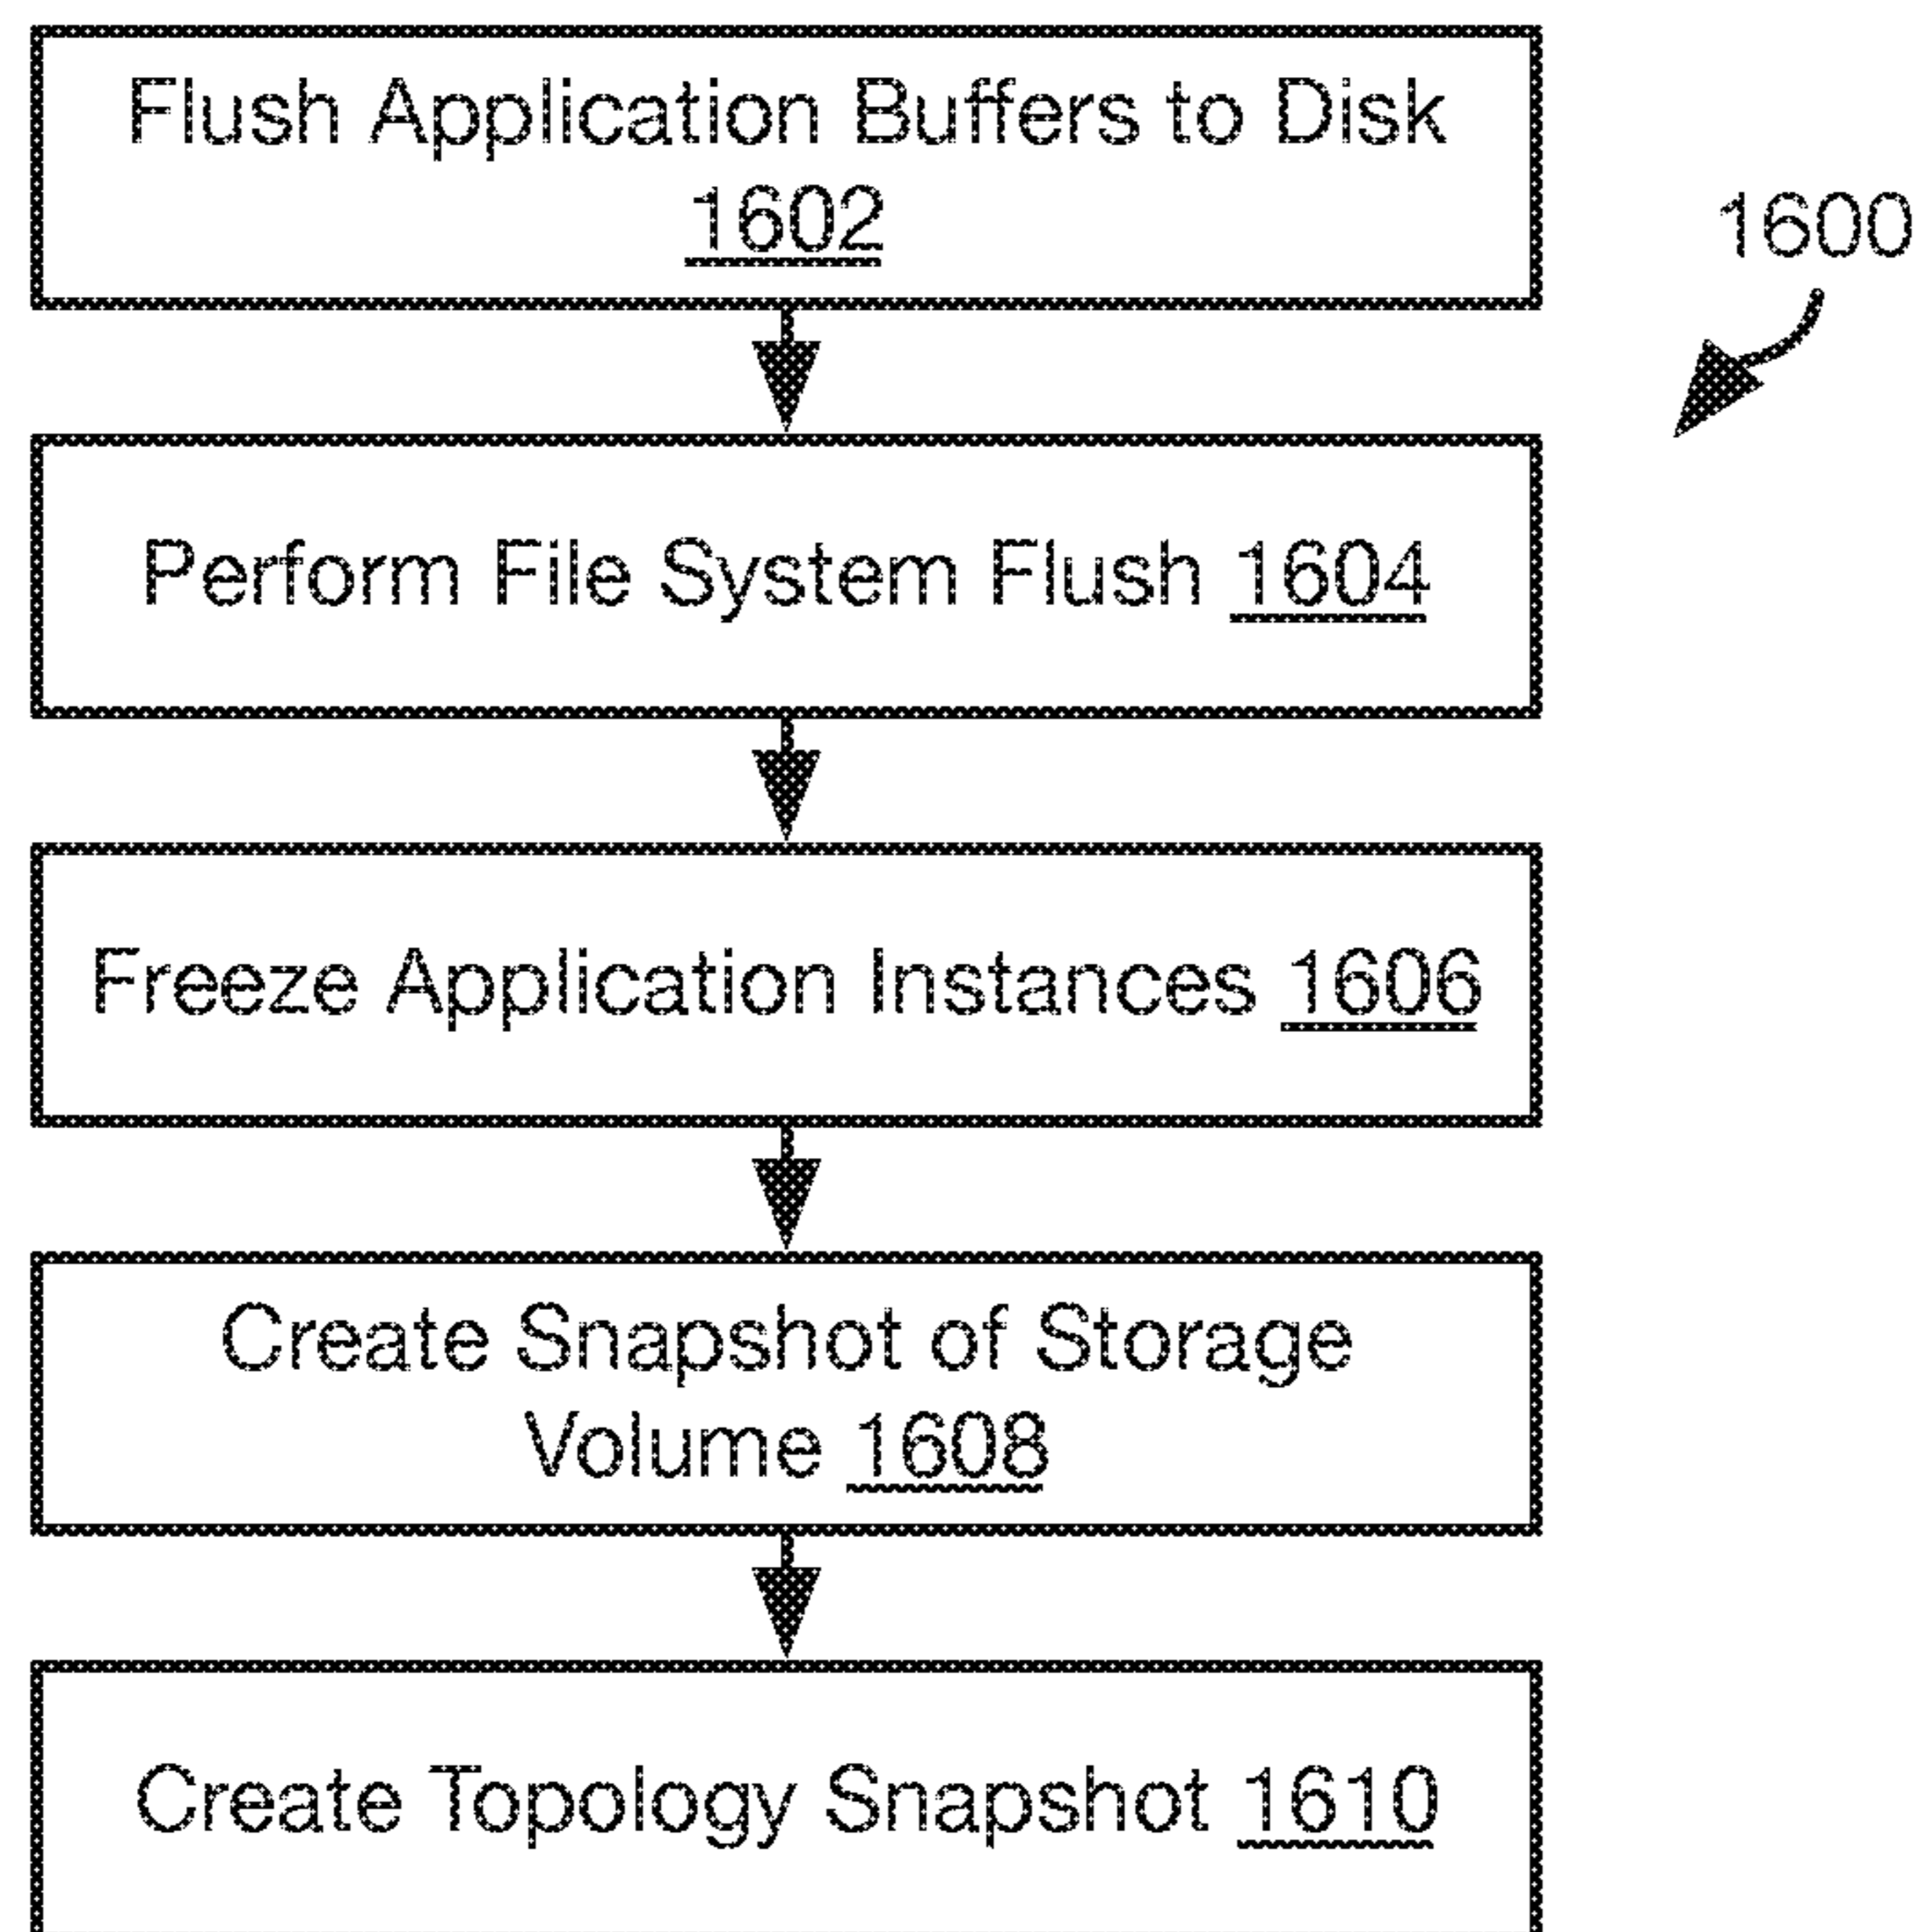 Flush Application Buffers to Disk
1602
1600
Perform File System Flush 1604
Freeze Application Instances 1606
Create Snapshot of Storage
Volume 1608
Create Topology Snapshot 1610